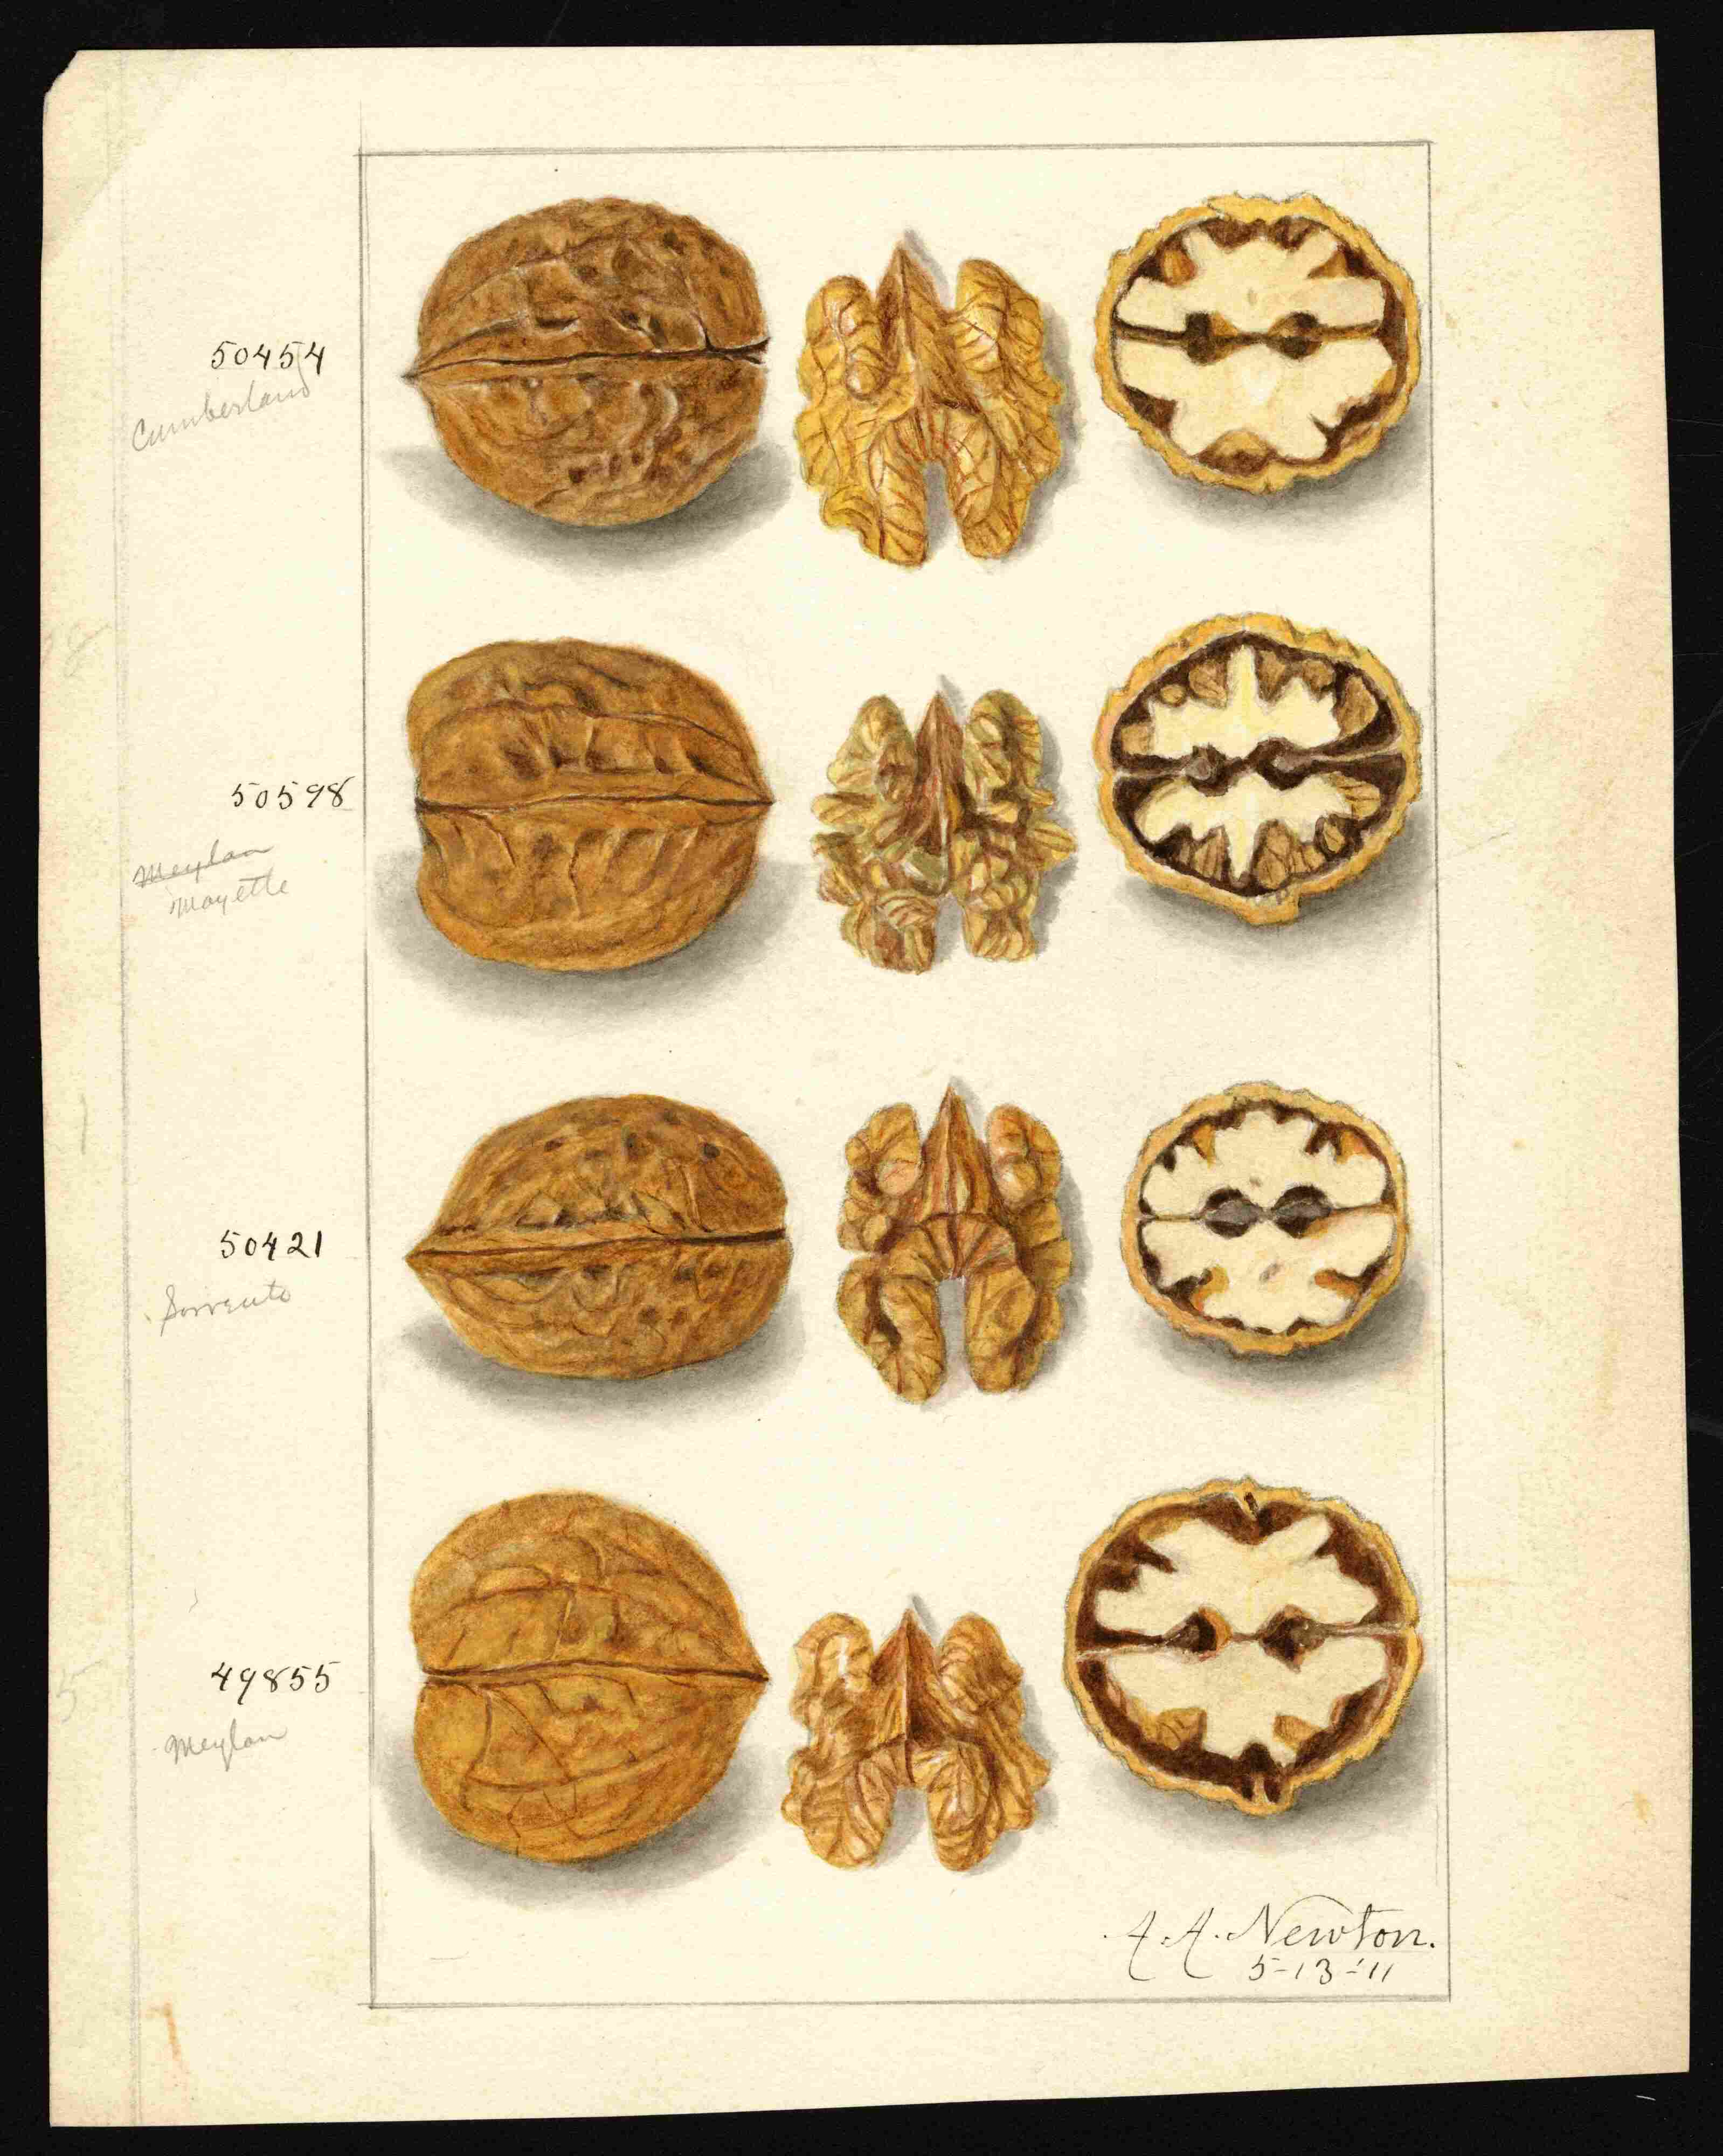 50454
Cumberland
50598
Meylan
Mayette
50421
Sorrento
49855
Meylan
A. A. Newton.
5-13-'11